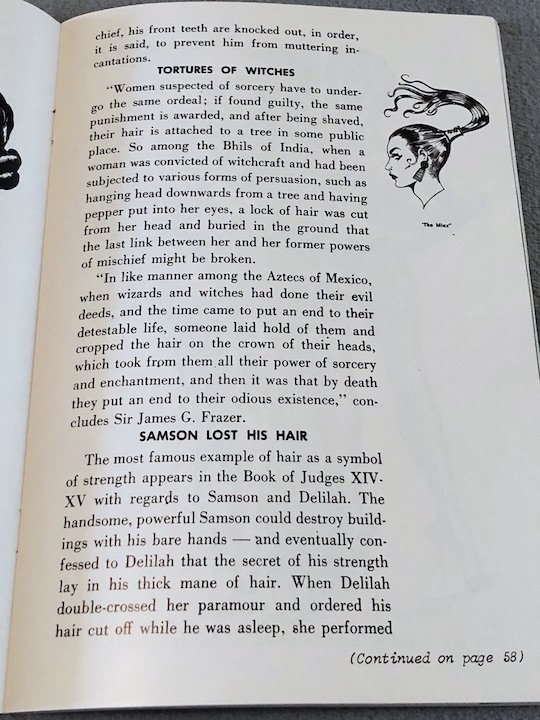 chief, his front teeth are knocked out, in order,
it is said, to prevent him from muttering in-
cantations.
TORTURES OF WITCHES
"Women suspected of sorcery have to under-
go the same ordeal; if found guilty, the same
punishment is awarded, and after being shaved,
their hair is attached to a tree in some public
place. So among the Bhils of India, when a
woman was convicted of witchcraft and had been
subjected to various forms of persuasion, such as
hanging head downwards from a tree and having
pepper put into her eyes, a lock of hair was cut
from her head and buried in the ground that
the last link between her and her former powers
of mischief might be broken.
"In like manner among the Aztecs of Mexico,
when wizards and witches had done their evil
deeds, and the time came to put an end to their
detestable life, someone laid hold of them and
cropped the hair on the crown of their heads,
which took from them all their power of sorcery
and enchantment, and then it was that by death
they put an end to their odious existence," con-
cludes Sir James G. Frazer.
SAMSON LOST HIS HAIR
The most famous example of hair as a symbol
of strength appears in the Book of Judges XIV-
XV with regards to Samson and Delilah. The
handsome, powerful Samson could destroy build-
ings with his bare hands — and eventually con-
fessed to Delilah that the secret of his strength
lay in his thick mane of hair. When Delilah
double-crossed her paramour and ordered his
hair cut off while he was asleep, she performed
(Continued on page 58)
"The Minx"